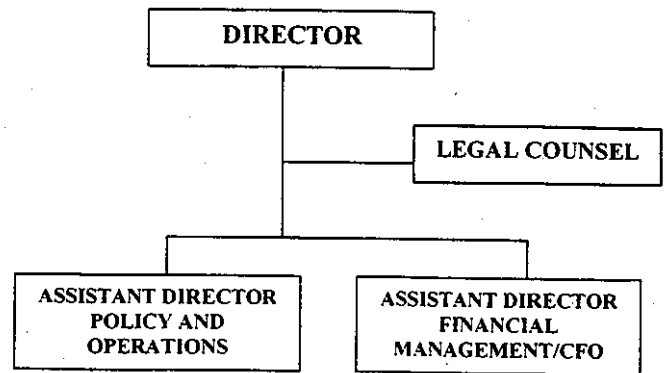 DIRECTOR
LEGAL COUNSEL
ASSISTANT DIRECTOR
POLICY AND
OPERATIONS
ASSISTANT DIRECTOR
FINANCIAL
MANAGEMENT/CFO